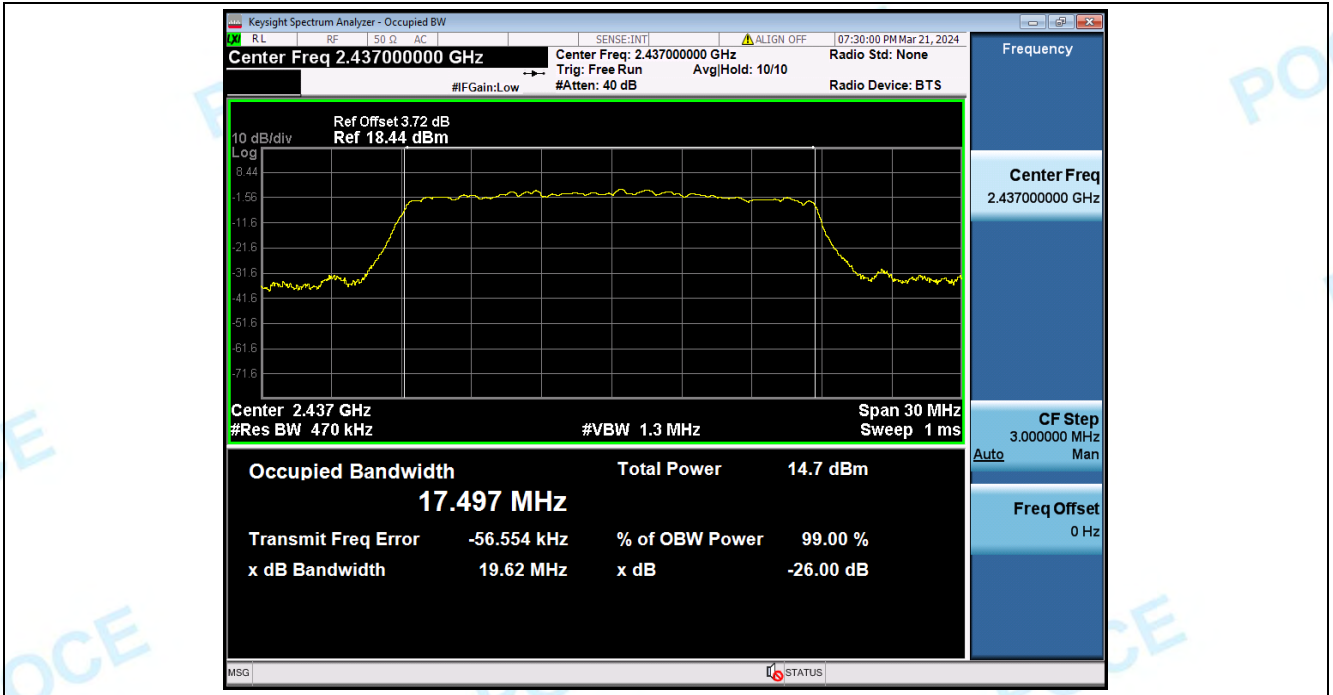 Keysight Spectrum Analyzer - Occupied BW
LXI RL RF 50 Ω AC SENSE:INT ALIGN OFF 07:30:00 PM Mar 21, 2024
Center Freq 2.437000000 GHz
Center Freq: 2.437000000 GHz Radio Std: None
Trig: Free Run Avg|Hold: 10/10
#IFGain:Low #Atten: 40 dB Radio Device: BTS
Frequency
Ref Offset 3.72 dB
10 dB/div Ref 18.44 dBm
Log
8.44
-1.56
-11.6
-21.6
-31.6
-41.6
-51.6
-61.6
-71.6
Center 2.437 GHz Span 30 MHz
#Res BW 470 kHz #VBW 1.3 MHz Sweep 1 ms
Center Freq
2.437000000 GHz
CF Step
3.000000 MHz
Auto Man
Freq Offset
0 Hz
Occupied Bandwidth Total Power 14.7 dBm
17.497 MHz
Transmit Freq Error -56.554 kHz % of OBW Power 99.00 %
x dB Bandwidth 19.62 MHz x dB -26.00 dB
MSG STATUS
PO
E
OCE
CE